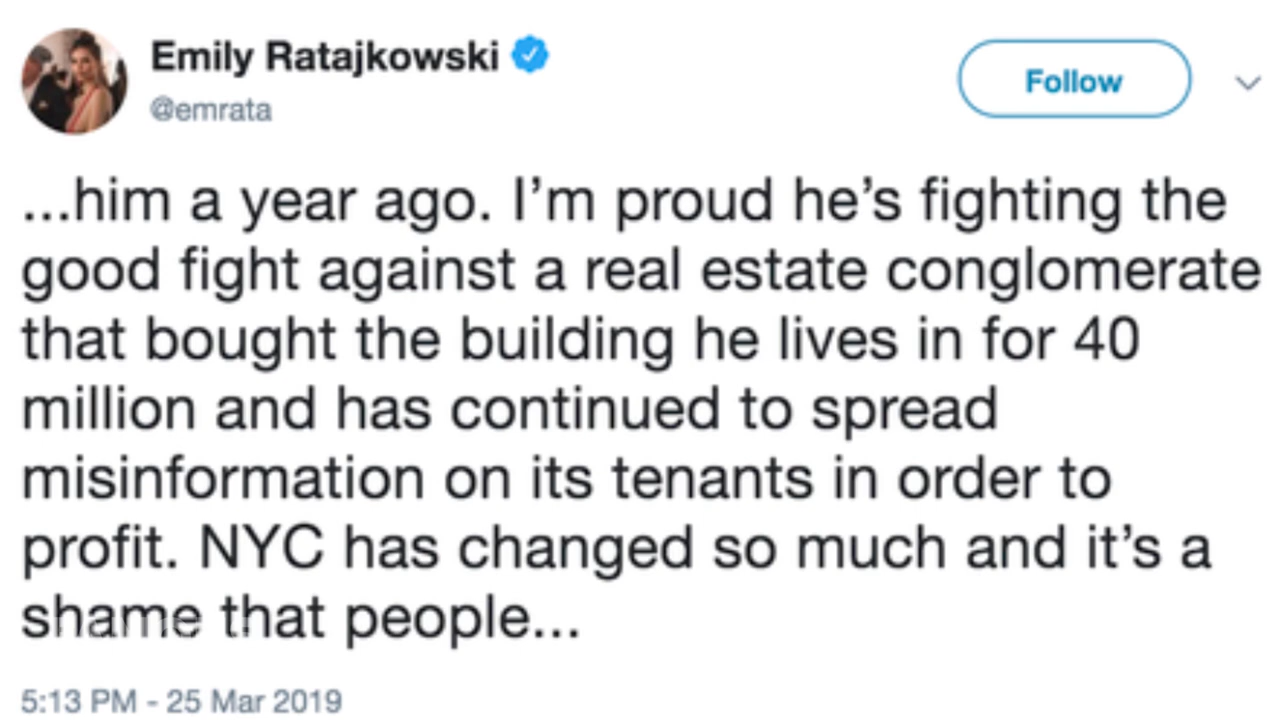 Emily Ratajkowski
@emrata
Follow
...him a year ago. I'm proud he's fighting the
good fight against a real estate conglomerate
that bought the building he lives in for 40
million and has continued to spread
misinformation on its tenants in order to
profit. NYC has changed so much and it's a
shame that people...
5:13 PM - 25 Mar 2019